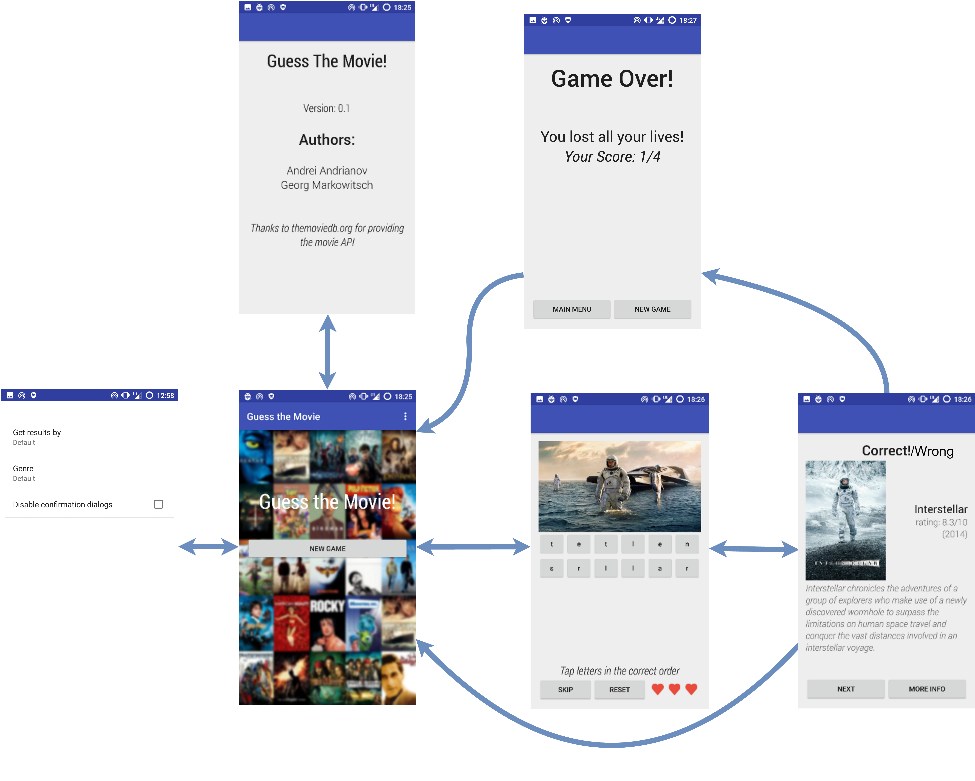 18:25
Guess The Movie!
Version: 0.1
Authors:
Andrei Andrianov
Georg Markowitsch
Thanks to themoviedb.org for providing
the movie API
18:27
Game Over!
You lost all your lives!
Your Score: 1/4
MAIN MENU
NEW GAME
12:58
Get results by
Default
Genre
Default
Disable confirmation dialogs
18:25
Guess the Movie
Guess the Movie!
NEW GAME
ROCKY
18:26
t e t l e n
s r l l a r
Tap letters in the correct order
SKIP
RESET
18:26
Correct!/Wrong
Interstellar
rating: 8.3/10
(2014)
INTERSTELLAR
Interstellar chronicles the adventures of a
group of explorers who make use of a newly
discovered wormhole to surpass the
limitations on human space travel and
conquer the vast distances involved in an
interstellar voyage.
NEXT
MORE INFO